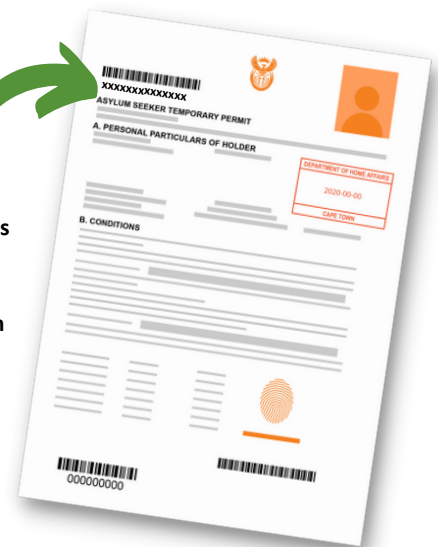 XXXXXXXXXXXXXX
ASYLUM SEEKER TEMPORARY PERMIT
A. PERSONAL PARTICULARS OF HOLDER
DEPARTMENT OF HOME AFFAIRS
2020-00-00
CAPE TOWN
s
B. CONDITIONS
n
000000000